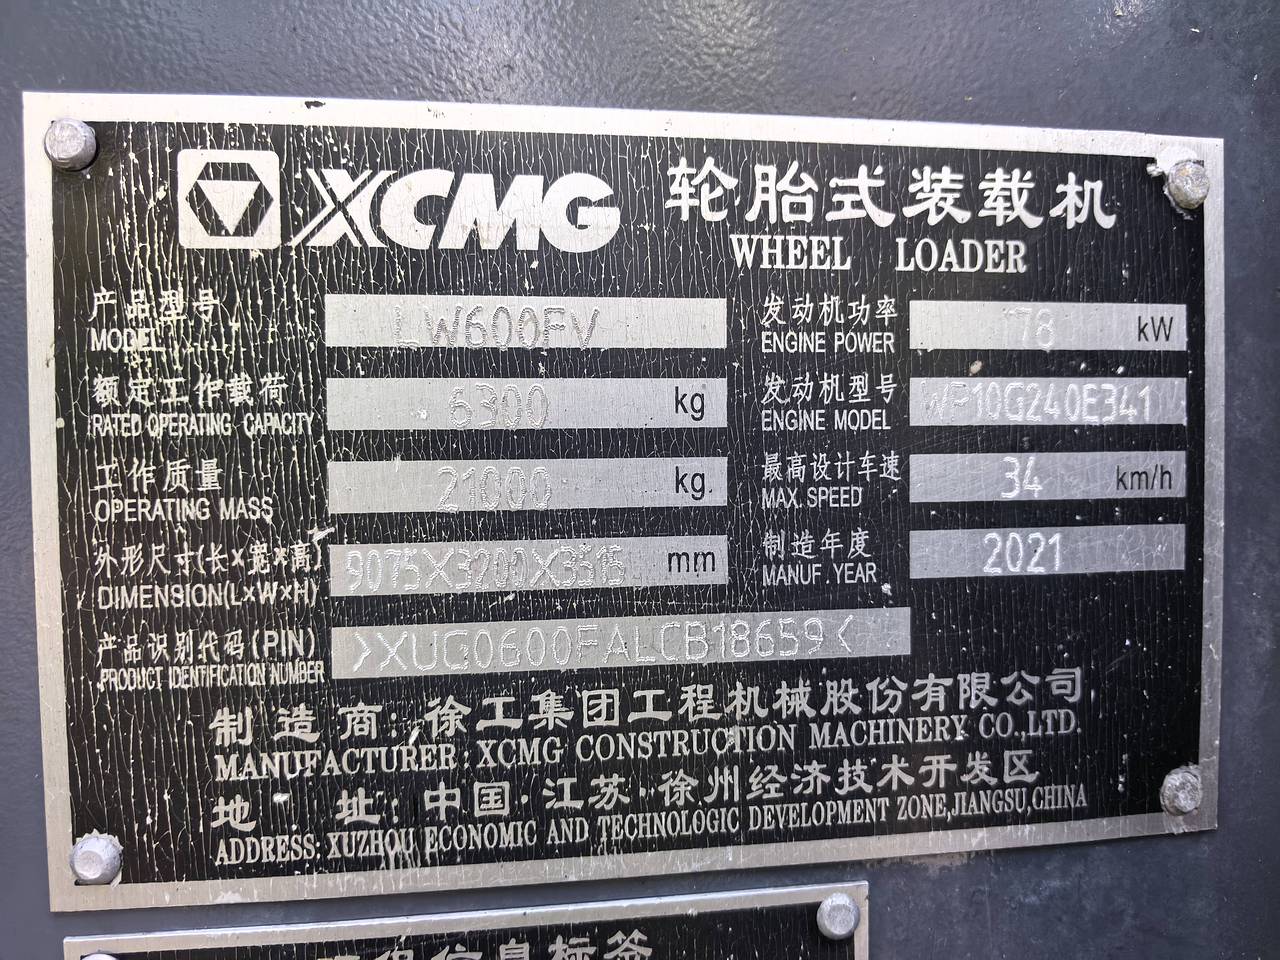 XCMG 轮胎式装载机
WHEEL LOADER
产品型号 LW600FV 发动机功率 178 kW
MODEL ENGINE POWER
额定工作载荷 6300 kg 发动机型号 WP10G240E341
RATED OPERATING CAPACITY ENGINE MODEL
工作质量 21000 kg 最高设计车速 34 km/h
OPERATING MASS MAX. SPEED
外形尺寸(长×宽×高) 9075X3200X3515 mm 制造年度 2021
DIMENSION(L×W×H) MANUF. YEAR
产品识别代码(PIN) >XUG0600FALCB18659<
PRODUCT IDENTIFICATION NUMBER
制造商:徐工集团工程机械股份有限公司
MANUFACTURER: XCMG CONSTRUCTION MACHINERY CO.,LTD.
地址:中国·江苏·徐州经济技术开发区
ADDRESS: XUZHOU ECONOMIC AND TECHNOLOGIC DEVELOPMENT ZONE,JIANGSU,CHINA
信息标签